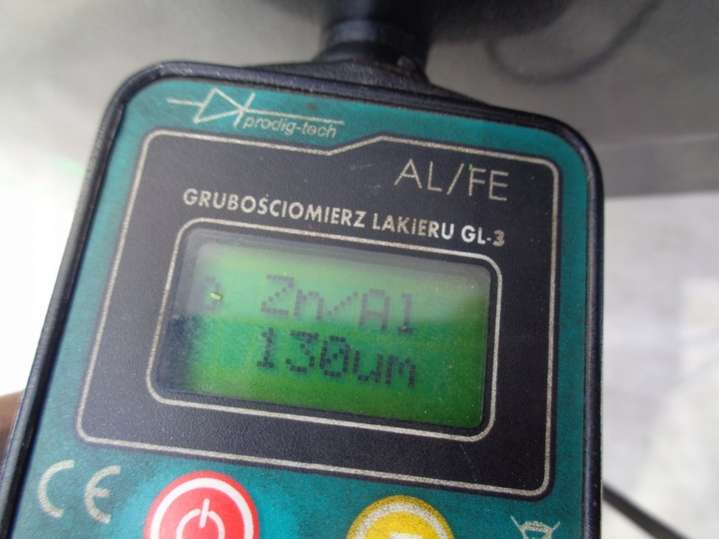 prodig-tech
AL/FE
GRUBOŚCIOMIERZ LAKIERU GL-3
Zn/Al
130um
CE